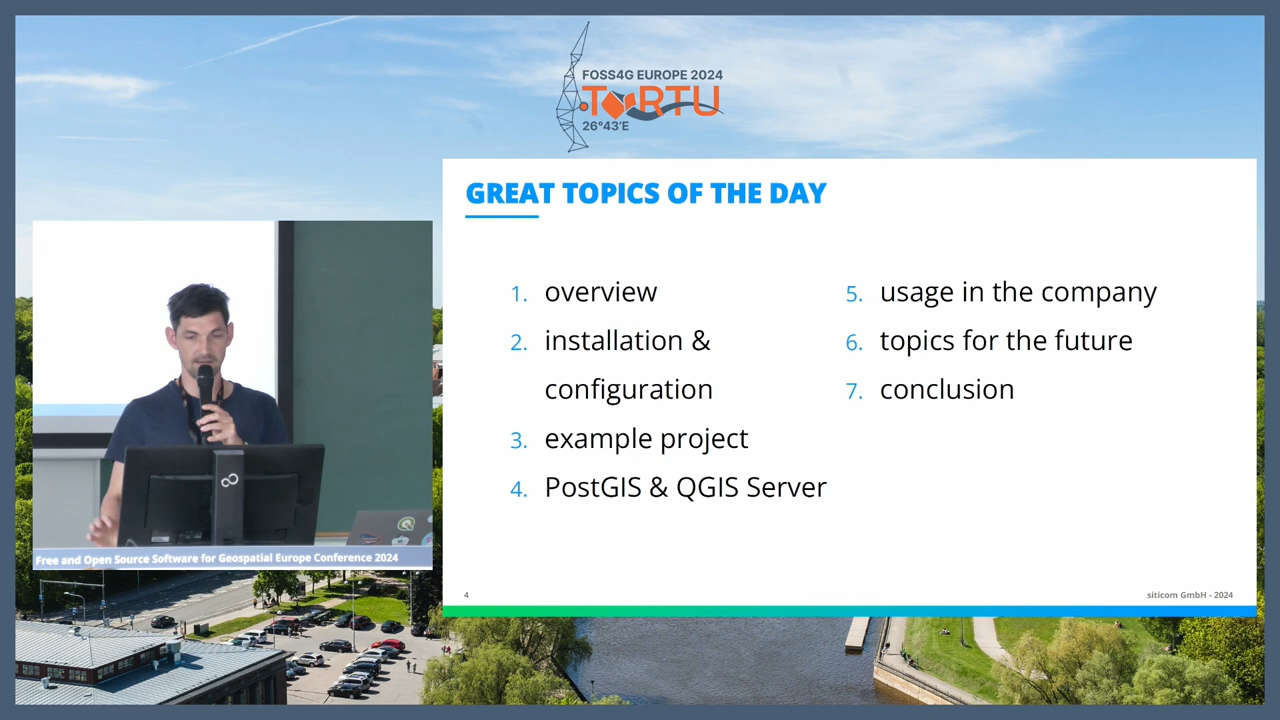 FOSS4G EUROPE 2024
TARTU
26°43'E
GREAT TOPICS OF THE DAY
1. overview
2. installation &
configuration
3. example project
4. PostGIS & QGIS Server
5. usage in the company
6. topics for the future
7. conclusion
4
siticom GmbH - 2024
Free and Open Source Software for Geospatial Europe Conference 2024